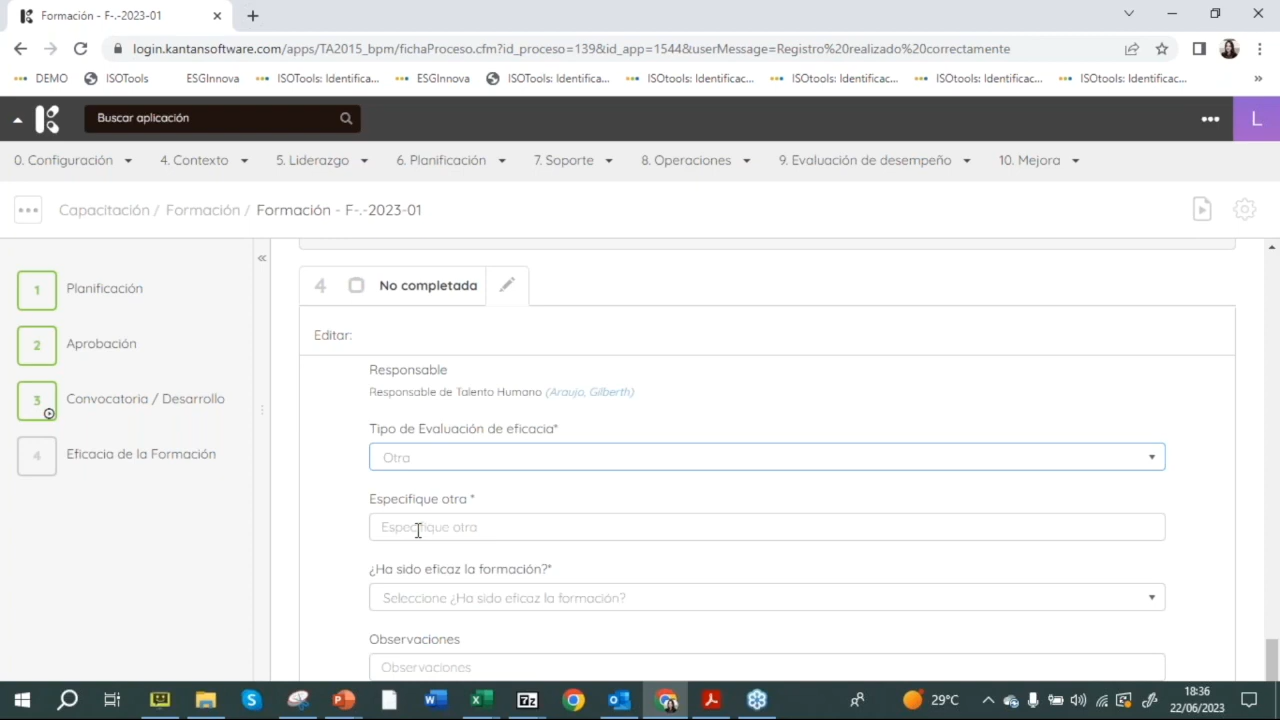 Formación - F-.-2023-01
login.kantansoftware.com/apps/TA2015_bpm/fichaProceso.cfm?id_proceso=139&id_app=1544&userMessage=Registro%20realizado%20correctamente
DEMO ISOTools ESGInnova ISOTools: Identifica... ESGInnova ISOTools: Identifica... ISOtools: Identificac... ISOtools: Identificac... ISOtools: Identificac... ISOtools: Identificac... »
Buscar aplicación
L
0. Configuración 4. Contexto 5. Liderazgo 6. Planificación 7. Soporte 8. Operaciones 9. Evaluación de desempeño 10. Mejora
Capacitación / Formación / Formación - F-.-2023-01
«
1 Planificación
2 Aprobación
3 Convocatoria / Desarrollo
4 Eficacia de la Formación
4 No completada
Editar:
Responsable
Responsable de Talento Humano (Araujo, Gilberth)
Tipo de Evaluación de eficacia*
Otra
Especifique otra *
Especifique otra
¿Ha sido eficaz la formación?*
Seleccione ¿Ha sido eficaz la formación?
Observaciones
Observaciones
29°C
18:36
22/06/2023